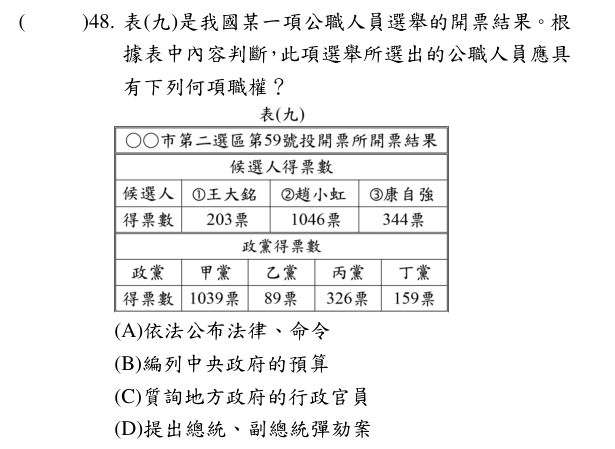 ( )48. 表(九)是我國某一項公職人員選舉的開票結果。根
據表中內容判斷，此項選舉所選出的公職人員應具
有下列何項職權？
表(九)
○○市第二選區第59號投開票所開票結果
候選人得票數
候選人 ①王大銘 ②趙小虹 ③康自強
得票數 203票 1046票 344票
政黨得票數
政黨 甲黨 乙黨 丙黨 丁黨
得票數 1039票 89票 326票 159票
(A)依法公布法律、命令
(B)編列中央政府的預算
(C)質詢地方政府的行政官員
(D)提出總統、副總統彈劾案